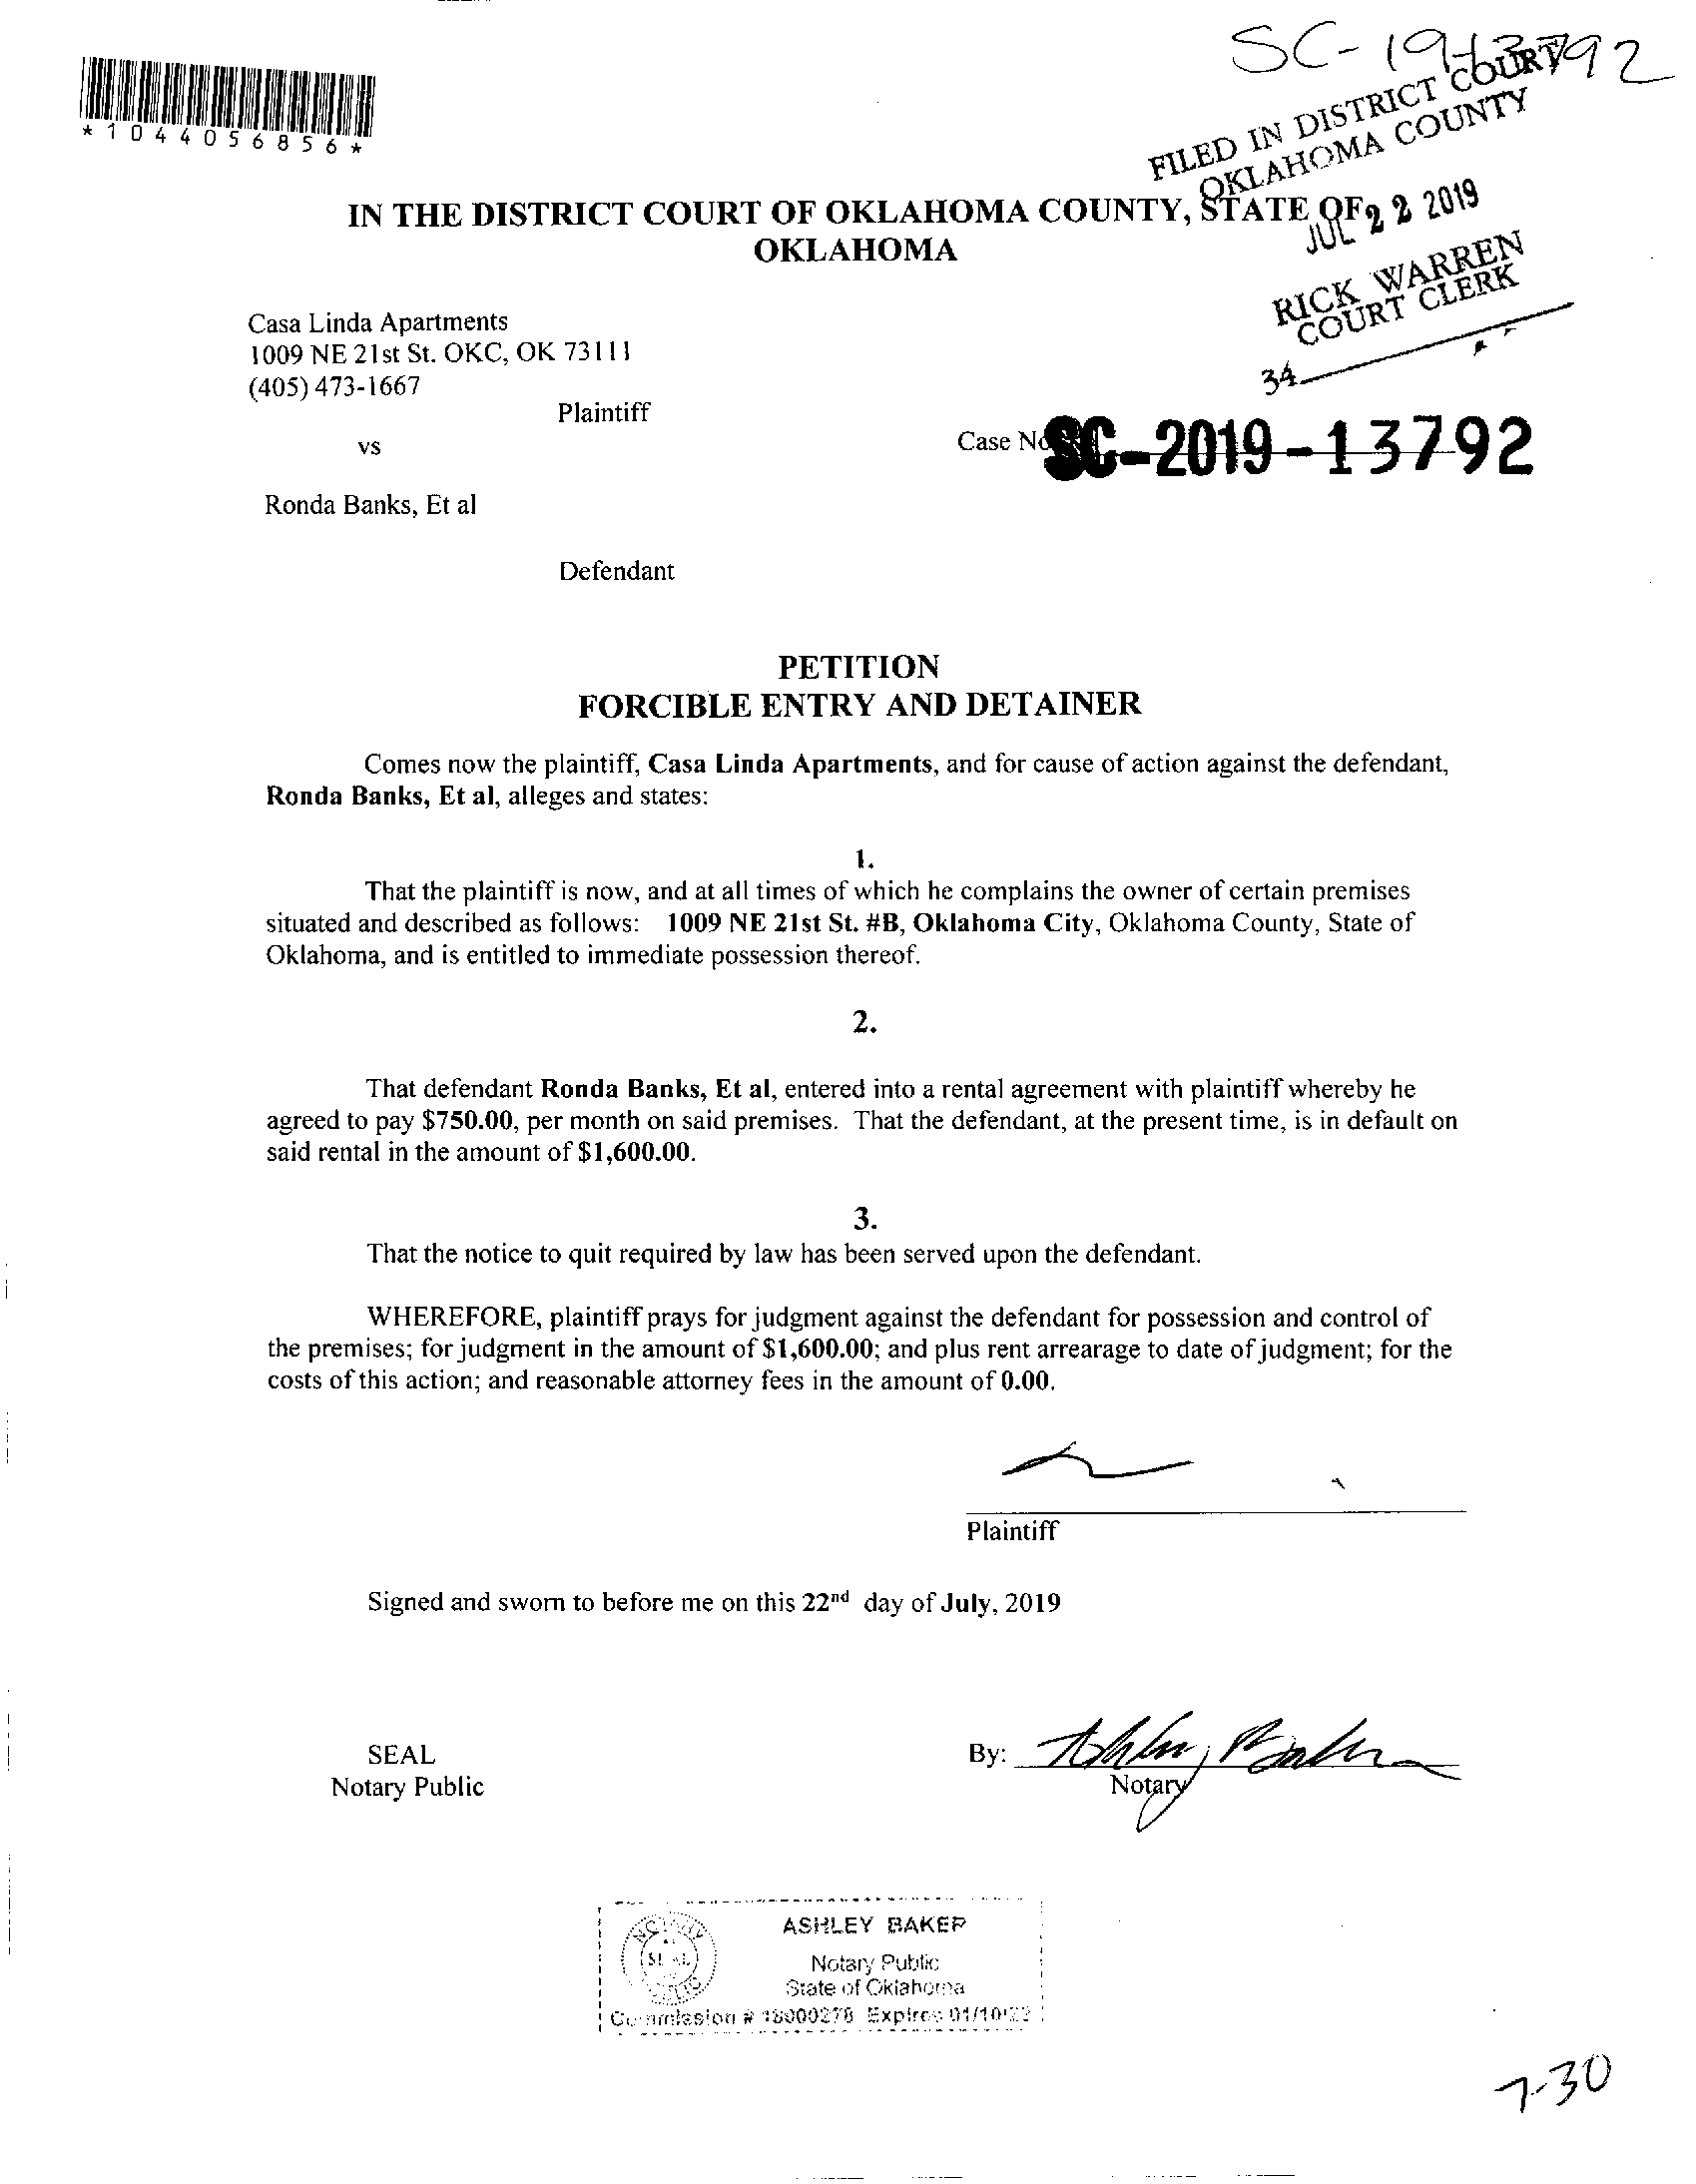 SC-19-13792
*1044056856*
FILED IN DISTRICT COURT
OKLAHOMA COUNTY
JUL 22 2019
RICK WARREN
COURT CLERK
34
IN THE DISTRICT COURT OF OKLAHOMA COUNTY, STATE OF
OKLAHOMA
Casa Linda Apartments
1009 NE 21st St. OKC, OK 73111
(405) 473-1667
Plaintiff
vs
Case No SC-2019-13792
Ronda Banks, Et al
Defendant
PETITION
FORCIBLE ENTRY AND DETAINER
Comes now the plaintiff, Casa Linda Apartments, and for cause of action against the defendant,
Ronda Banks, Et al, alleges and states:
1.
That the plaintiff is now, and at all times of which he complains the owner of certain premises
situated and described as follows: 1009 NE 21st St. #B, Oklahoma City, Oklahoma County, State of
Oklahoma, and is entitled to immediate possession thereof.
2.
That defendant Ronda Banks, Et al, entered into a rental agreement with plaintiff whereby he
agreed to pay $750.00, per month on said premises. That the defendant, at the present time, is in default on
said rental in the amount of $1,600.00.
3.
That the notice to quit required by law has been served upon the defendant.
WHEREFORE, plaintiff prays for judgment against the defendant for possession and control of
the premises; for judgment in the amount of $1,600.00; and plus rent arrearage to date of judgment; for the
costs of this action; and reasonable attorney fees in the amount of 0.00.
Plaintiff
Signed and sworn to before me on this 22nd day of July, 2019
SEAL
Notary Public
By: Ashley Baker
Notary
ASHLEY BAKER
Notary Public
State of Oklahoma
Commission # 18000278 Expires 01/10/22
7-30